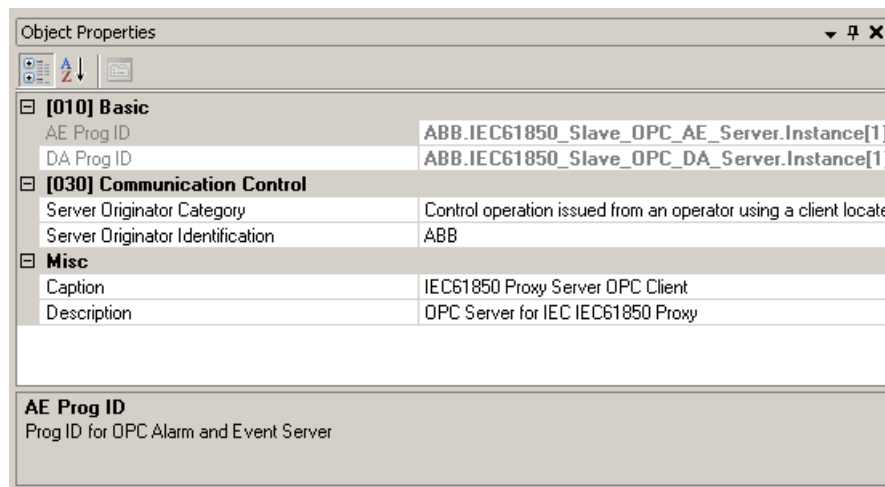 Object Properties
[010] Basic
AE Prog ID ABB.IEC61850_Slave_OPC_AE_Server.Instance[1]
DA Prog ID ABB.IEC61850_Slave_OPC_DA_Server.Instance[1
[030] Communication Control
Server Originator Category Control operation issued from an operator using a client locate
Server Originator Identification ABB
Misc
Caption IEC61850 Proxy Server OPC Client
Description OPC Server for IEC IEC61850 Proxy
AE Prog ID
Prog ID for OPC Alarm and Event Server